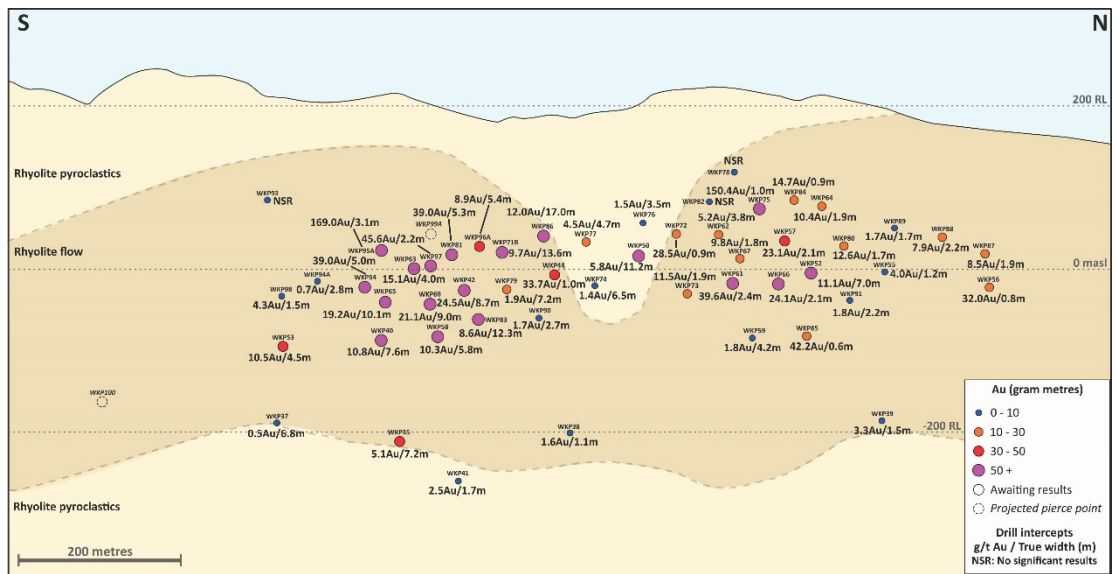 S
N
200 RL
Rhyolite pyroclastics
NSR
WKP78
14.7Au/0.9m
WKP84
WKP64
150.4Au/1.0m
WKP75
WKP93
NSR
8.9Au/5.4m
1.5Au/3.5m
WKP76
WKP82
NSR
10.4Au/1.9m
39.0Au/5.3m
12.0Au/17.0m
WKP86
4.5Au/4.7m
WKP77
5.2Au/3.8m
WKP62
WKP72
WKP89
1.7Au/1.7m
169.0Au/3.1m
WKP99A
45.6Au/2.2m
WKP96A
WKP57
23.1Au/2.1m
WKP88
7.9Au/2.2m
Rhyolite flow
WKP95A
WKP81
WKP71B
9.7Au/13.6m
WKP50
5.8Au/11.2m
28.5Au/0.9m
9.8Au/1.8m
WKP67
WKP80
12.6Au/1.7m
WKP87
8.5Au/1.9m
39.0Au/5.0m
WKP63
WKP97
15.1Au/4.0m
WKP44
33.7Au/1.0m
WKP52
11.1Au/7.0m
WKP55
4.0Au/1.2m
0 masl
WKP94A
0.7Au/2.8m
WKP54
WKP74
1.4Au/6.5m
11.5Au/1.9m
WKP73
WKP61
39.6Au/2.4m
WKP66
24.1Au/2.1m
WKP56
32.0Au/0.8m
WKP98
4.3Au/1.5m
WKP65
19.2Au/10.1m
WKP60
21.1Au/9.0m
WKP42
24.5Au/8.7m
WKP79
1.9Au/7.2m
WKP91
1.8Au/2.2m
WKP83
8.6Au/12.3m
WKP90
1.7Au/2.7m
WKP53
10.5Au/4.5m
WKP40
10.8Au/7.6m
WKP58
10.3Au/5.8m
WKP59
1.8Au/4.2m
WKP85
42.2Au/0.6m
WKP100
WKP37
0.5Au/6.8m
WKP35
5.1Au/7.2m
WKP38
1.6Au/1.1m
WKP39
3.3Au/1.5m
-200 RL
WKP41
2.5Au/1.7m
Rhyolite pyroclastics
200 metres
Au (gram metres)
0 - 10
10 - 30
30 - 50
50 +
Awaiting results
Projected pierce point
Drill intercepts
g/t Au / True width (m)
NSR: No significant results